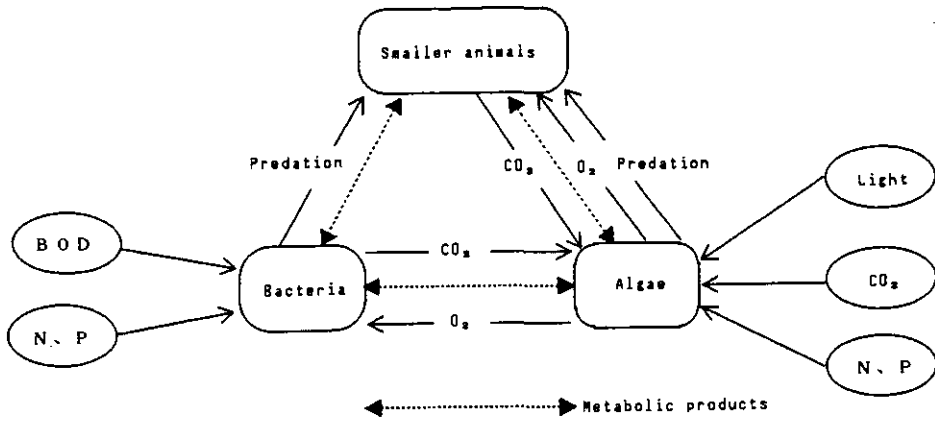 Smaller animals
Predation
CO₂
O₂
Predation
Light
BOD
CO₂
Bacteria
Algae
CO₂
N、P
O₂
N、P
Metabolic products